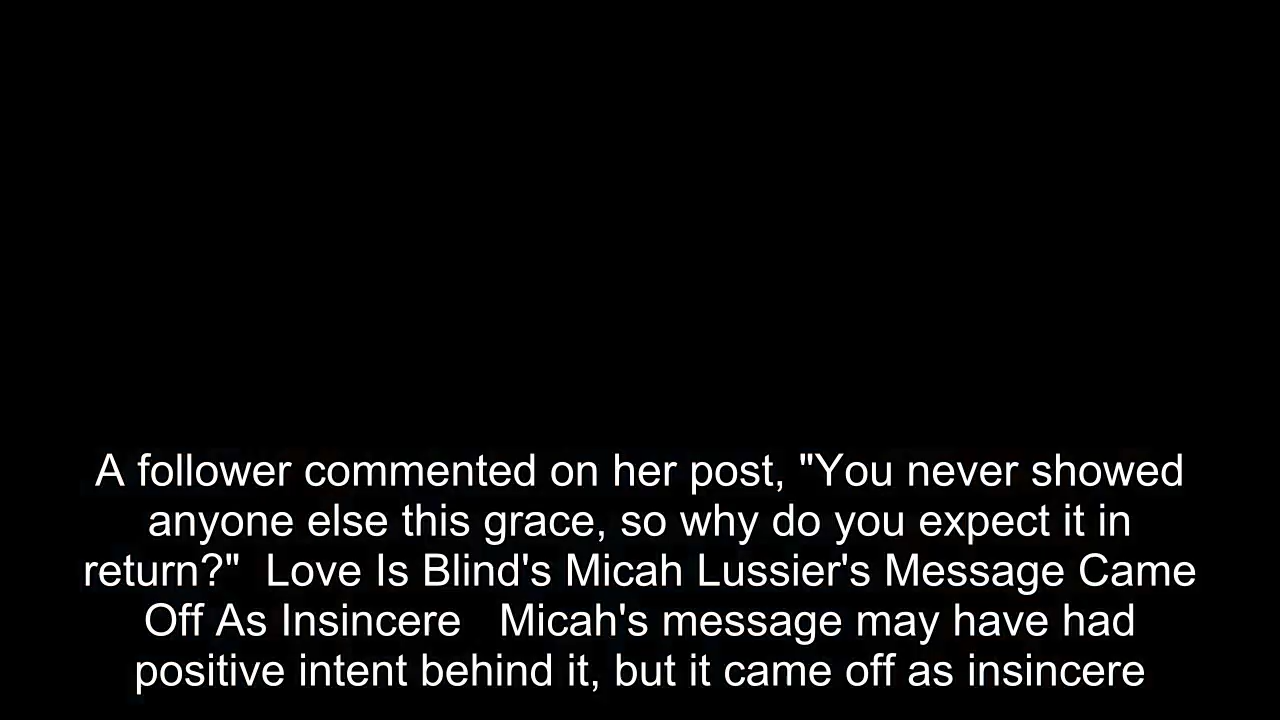 A follower commented on her post, "You never showed
anyone else this grace, so why do you expect it in
return?"  Love Is Blind's Micah Lussier's Message Came
Off As Insincere   Micah's message may have had
positive intent behind it, but it came off as insincere